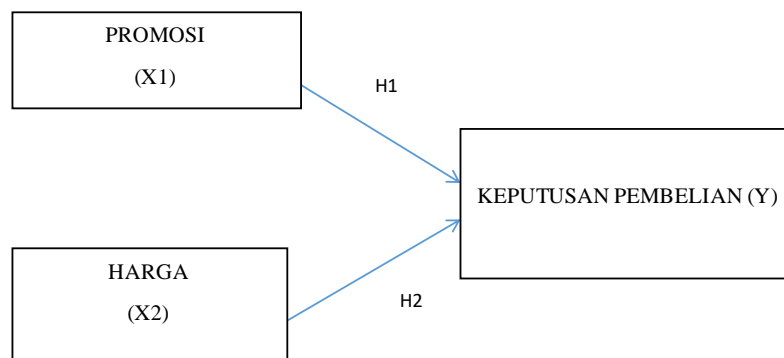 PROMOSI
(X1)
H1
KEPUTUSAN PEMBELIAN (Y)
HARGA
(X2)
H2